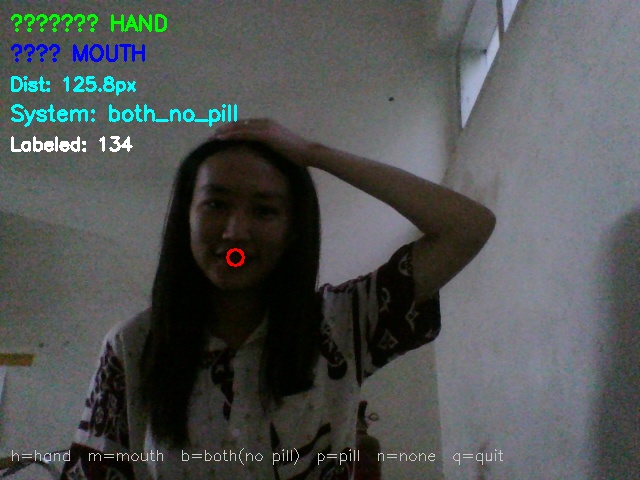 ??????? HAND
???? MOUTH
Dist: 125.8px
System: both_no_pill
Labeled: 134
h=hand m=mouth b=both(no pill) p=pill n=none q=quit